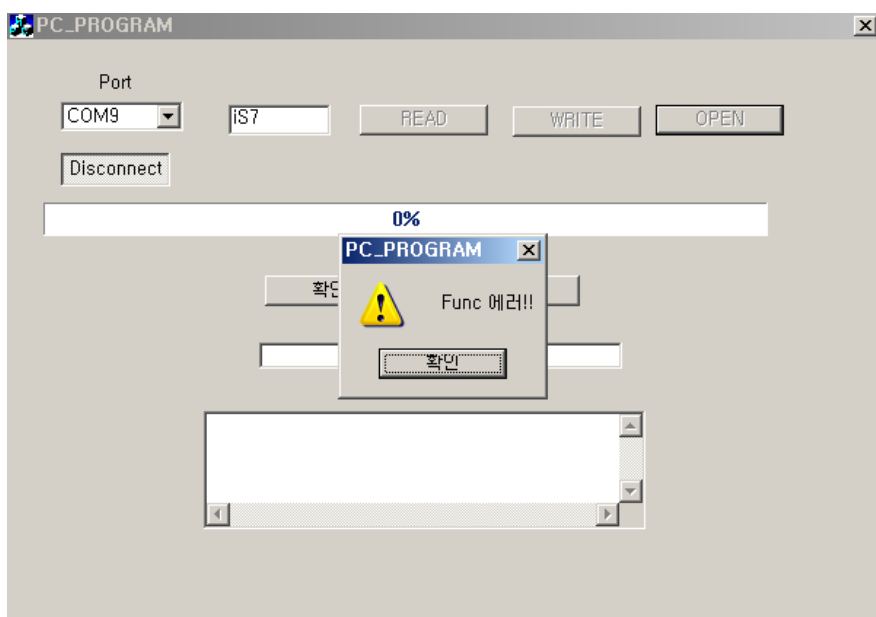 PC_PROGRAM
Port
COM9
iS7
READ
WRITE
OPEN
Disconnect
0%
PC_PROGRAM
Func 에러!!
확인